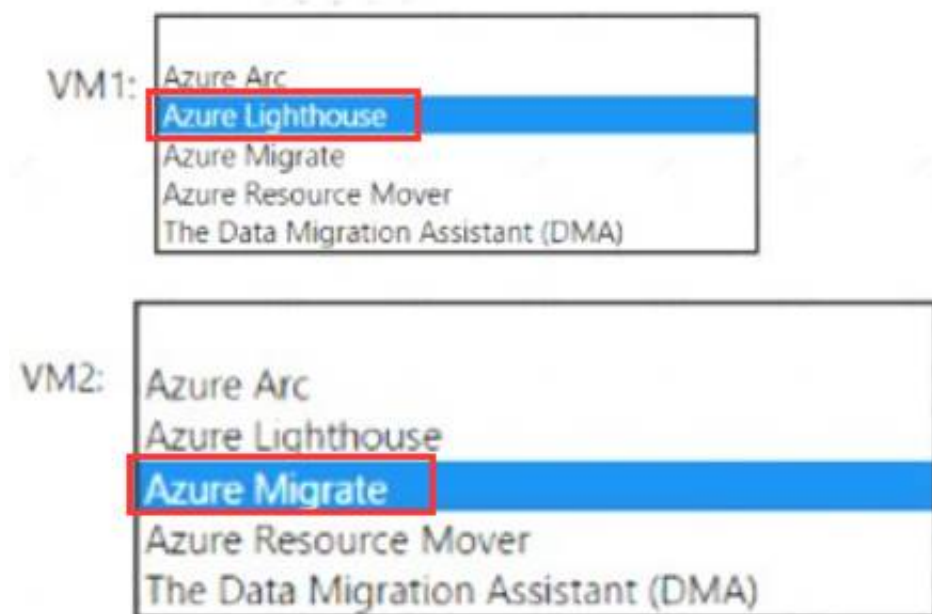 VM1:
Azure Arc
Azure Lighthouse
Azure Migrate
Azure Resource Mover
The Data Migration Assistant (DMA)
VM2:
Azure Arc
Azure Lighthouse
Azure Migrate
Azure Resource Mover
The Data Migration Assistant (DMA)